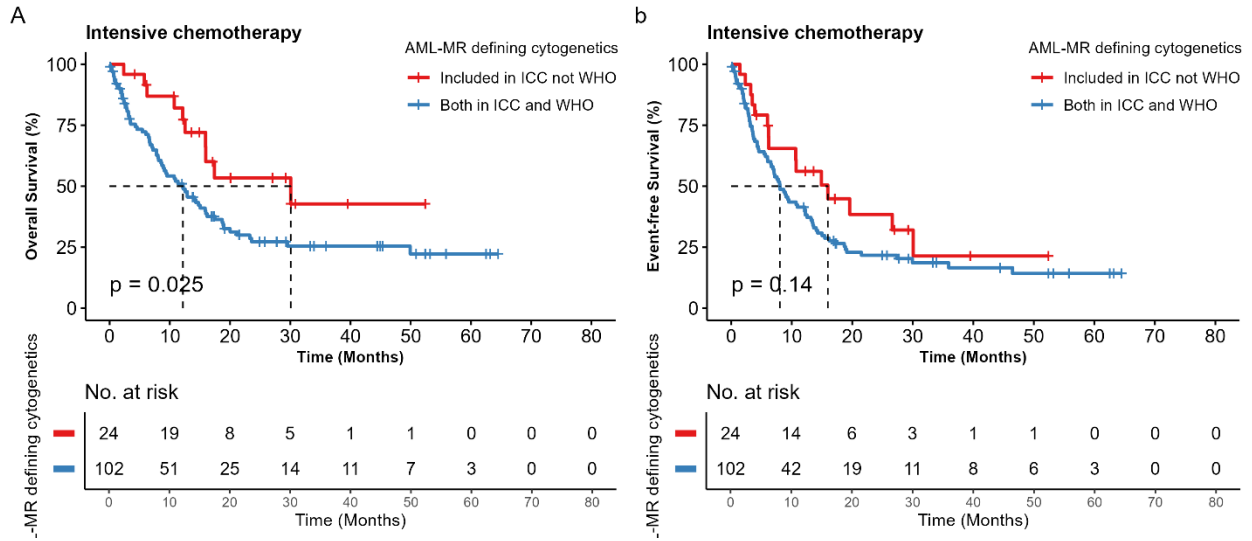 A
Intensive chemotherapy
AML-MR defining cytogenetics
Included in ICC not WHO
Both in ICC and WHO
Overall Survival (%)
100
75
50
25
0
p = 0.025
0 10 20 30 40 50 60 70 80
Time (Months)
No. at risk
-MR defining cytogenetics
24 19 8 5 1 1 0 0 0
102 51 25 14 11 7 3 0 0
0 10 20 30 40 50 60 70 80
Time (Months)
b
Intensive chemotherapy
AML-MR defining cytogenetics
Included in ICC not WHO
Both in ICC and WHO
Event-free Survival (%)
100
75
50
25
0
p = 0.14
0 10 20 30 40 50 60 70 80
Time (Months)
No. at risk
-MR defining cytogenetics
24 14 6 3 1 1 0 0 0
102 42 19 11 8 6 3 0 0
0 10 20 30 40 50 60 70 80
Time (Months)